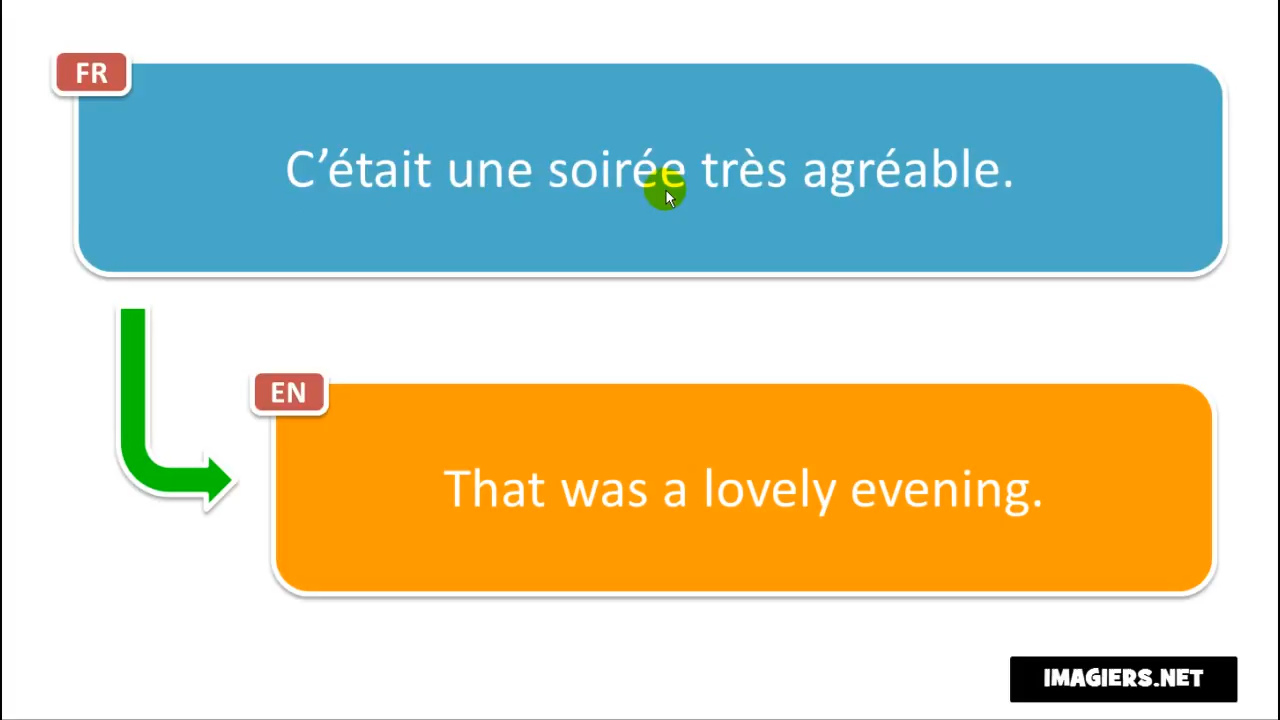 FR
C’était une soirée très agréable.
EN
That was a lovely evening.
IMAGIERS.NET